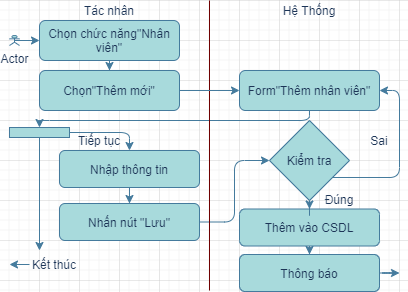 Tác nhân
Hệ Thống
Chọn chức năng"Nhân
viên"
Actor
Chọn"Thêm mới"
Form"Thêm nhân viên"
Tiếp tục
Sai
Nhập thông tin
Kiểm tra
Đúng
Nhấn nút "Lưu"
Thêm vào CSDL
Kết thúc
Thông báo